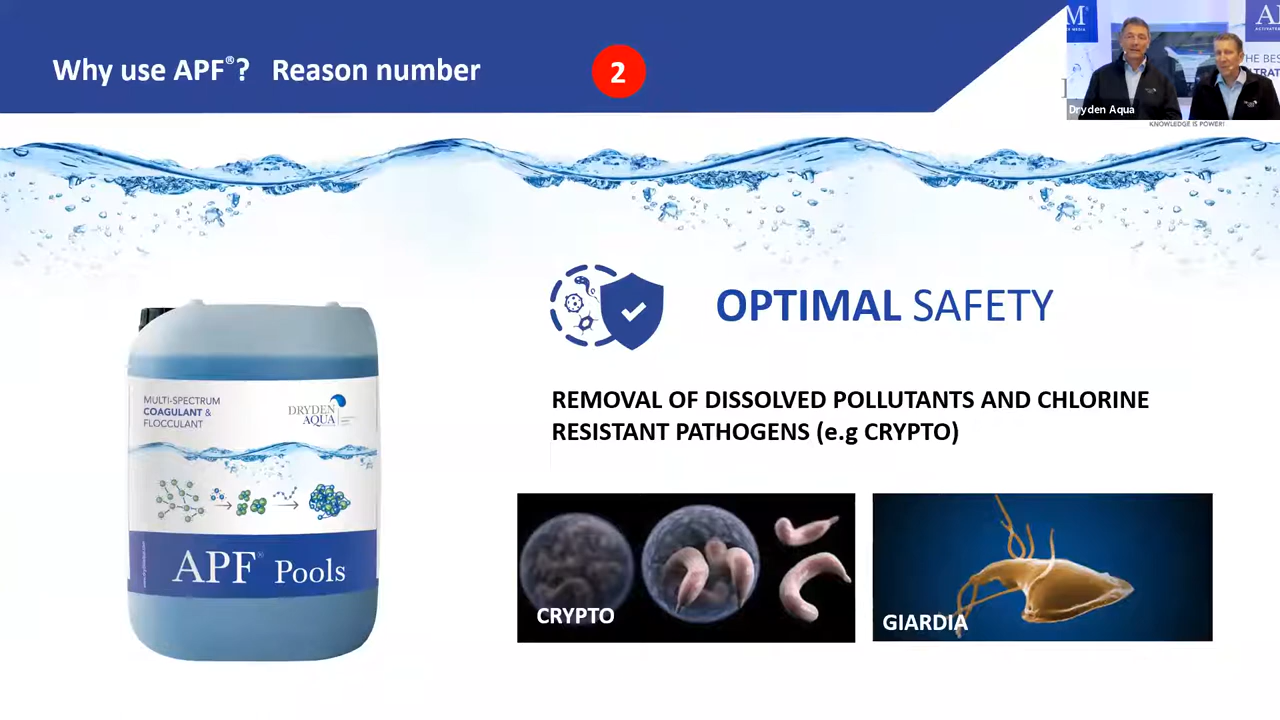 Why use APF®? Reason number
2
Dryden Aqua
KNOWLEDGE IS POWER!
OPTIMAL SAFETY
REMOVAL OF DISSOLVED POLLUTANTS AND CHLORINE
RESISTANT PATHOGENS (e.g CRYPTO)
MULTI-SPECTRUM
COAGULANT &
FLOCCULANT
DRYDEN
AQUA
APF® Pools
CRYPTO
GIARDIA